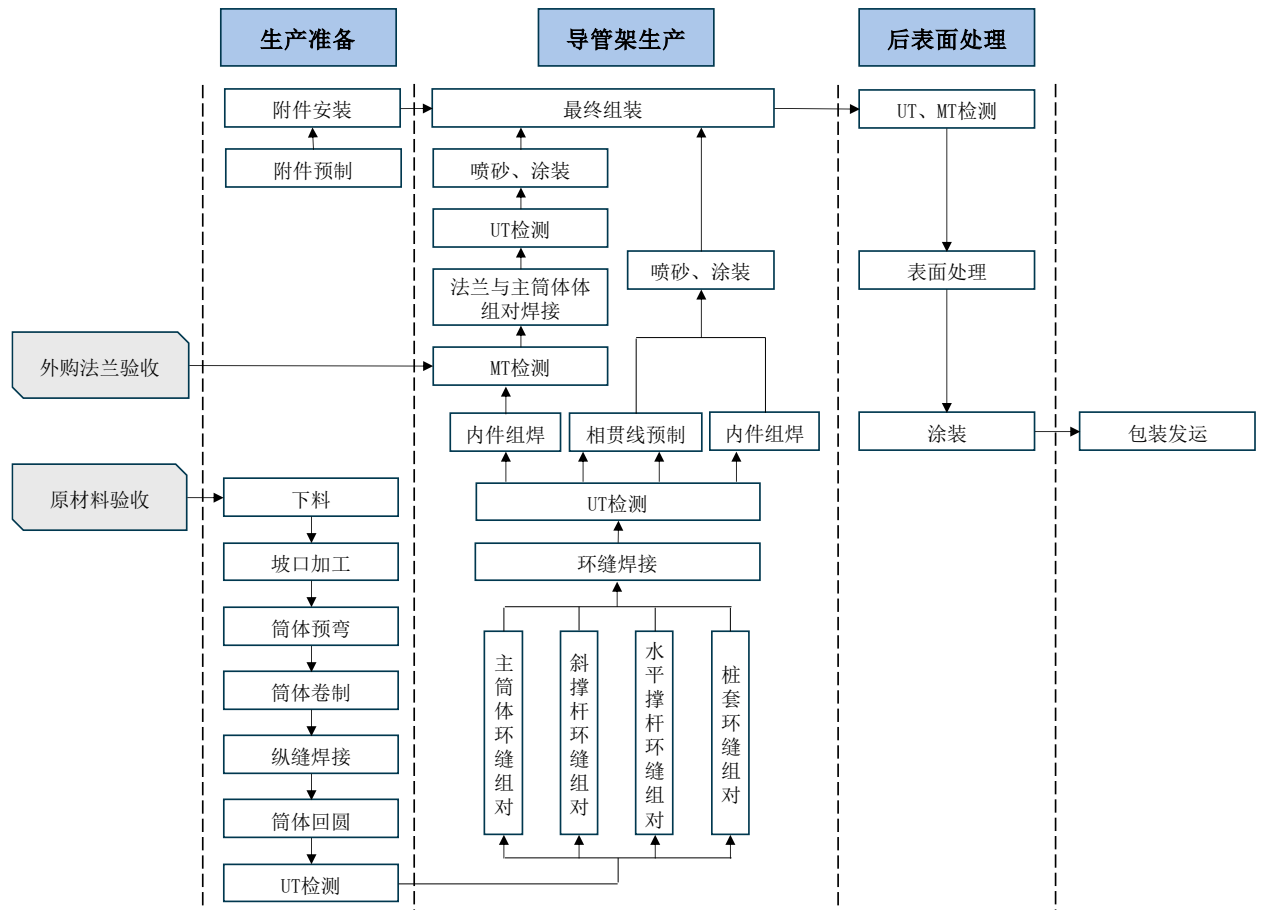 生产准备
导管架生产
后表面处理
附件安装
最终组装
UT、MT检测
附件预制
喷砂、涂装
UT检测
喷砂、涂装
表面处理
法兰与主筒体体
组对焊接
外购法兰验收
MT检测
内件组焊
相贯线预制
内件组焊
涂装
包装发运
原材料验收
下料
UT检测
坡口加工
环缝焊接
筒体预弯
筒体卷制
纵缝焊接
筒体回圆
UT检测
主筒体环缝组对
斜撑杆环缝组对
水平撑杆环缝组对
桩套环缝组对